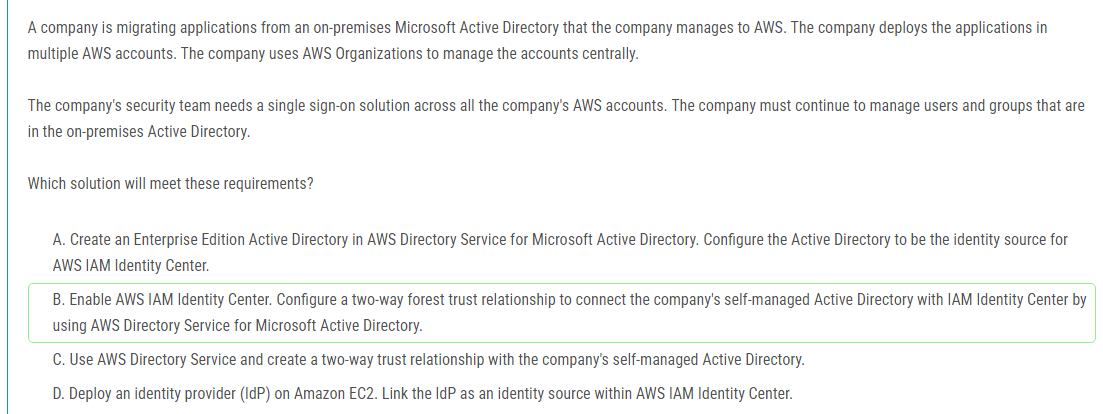 A company is migrating applications from an on-premises Microsoft Active Directory that the company manages to AWS. The company deploys the applications in
multiple AWS accounts. The company uses AWS Organizations to manage the accounts centrally.
The company's security team needs a single sign-on solution across all the company's AWS accounts. The company must continue to manage users and groups that are
in the on-premises Active Directory.
Which solution will meet these requirements?
A. Create an Enterprise Edition Active Directory in AWS Directory Service for Microsoft Active Directory. Configure the Active Directory to be the identity source for
AWS IAM Identity Center.
B. Enable AWS IAM Identity Center. Configure a two-way forest trust relationship to connect the company's self-managed Active Directory with IAM Identity Center by
using AWS Directory Service for Microsoft Active Directory.
C. Use AWS Directory Service and create a two-way trust relationship with the company's self-managed Active Directory.
D. Deploy an identity provider (IdP) on Amazon EC2. Link the IdP as an identity source within AWS IAM Identity Center.